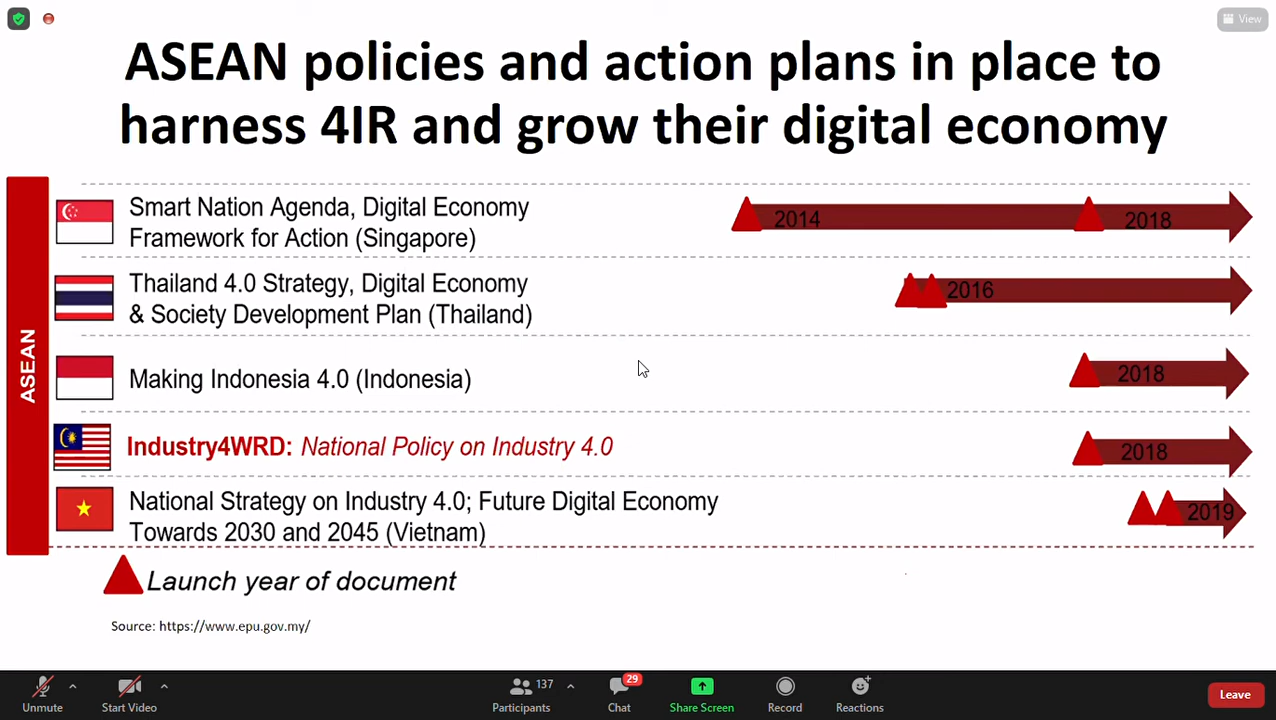 View
ASEAN policies and action plans in place to
harness 4IR and grow their digital economy
ASEAN
Smart Nation Agenda, Digital Economy
Framework for Action (Singapore)
2014
2018
Thailand 4.0 Strategy, Digital Economy
& Society Development Plan (Thailand)
2016
Making Indonesia 4.0 (Indonesia)
2018
Industry4WRD: National Policy on Industry 4.0
2018
National Strategy on Industry 4.0; Future Digital Economy
Towards 2030 and 2045 (Vietnam)
2019
Launch year of document
Source: https://www.epu.gov.my/
Unmute
Start Video
137
Participants
29
Chat
Share Screen
Record
Reactions
Leave